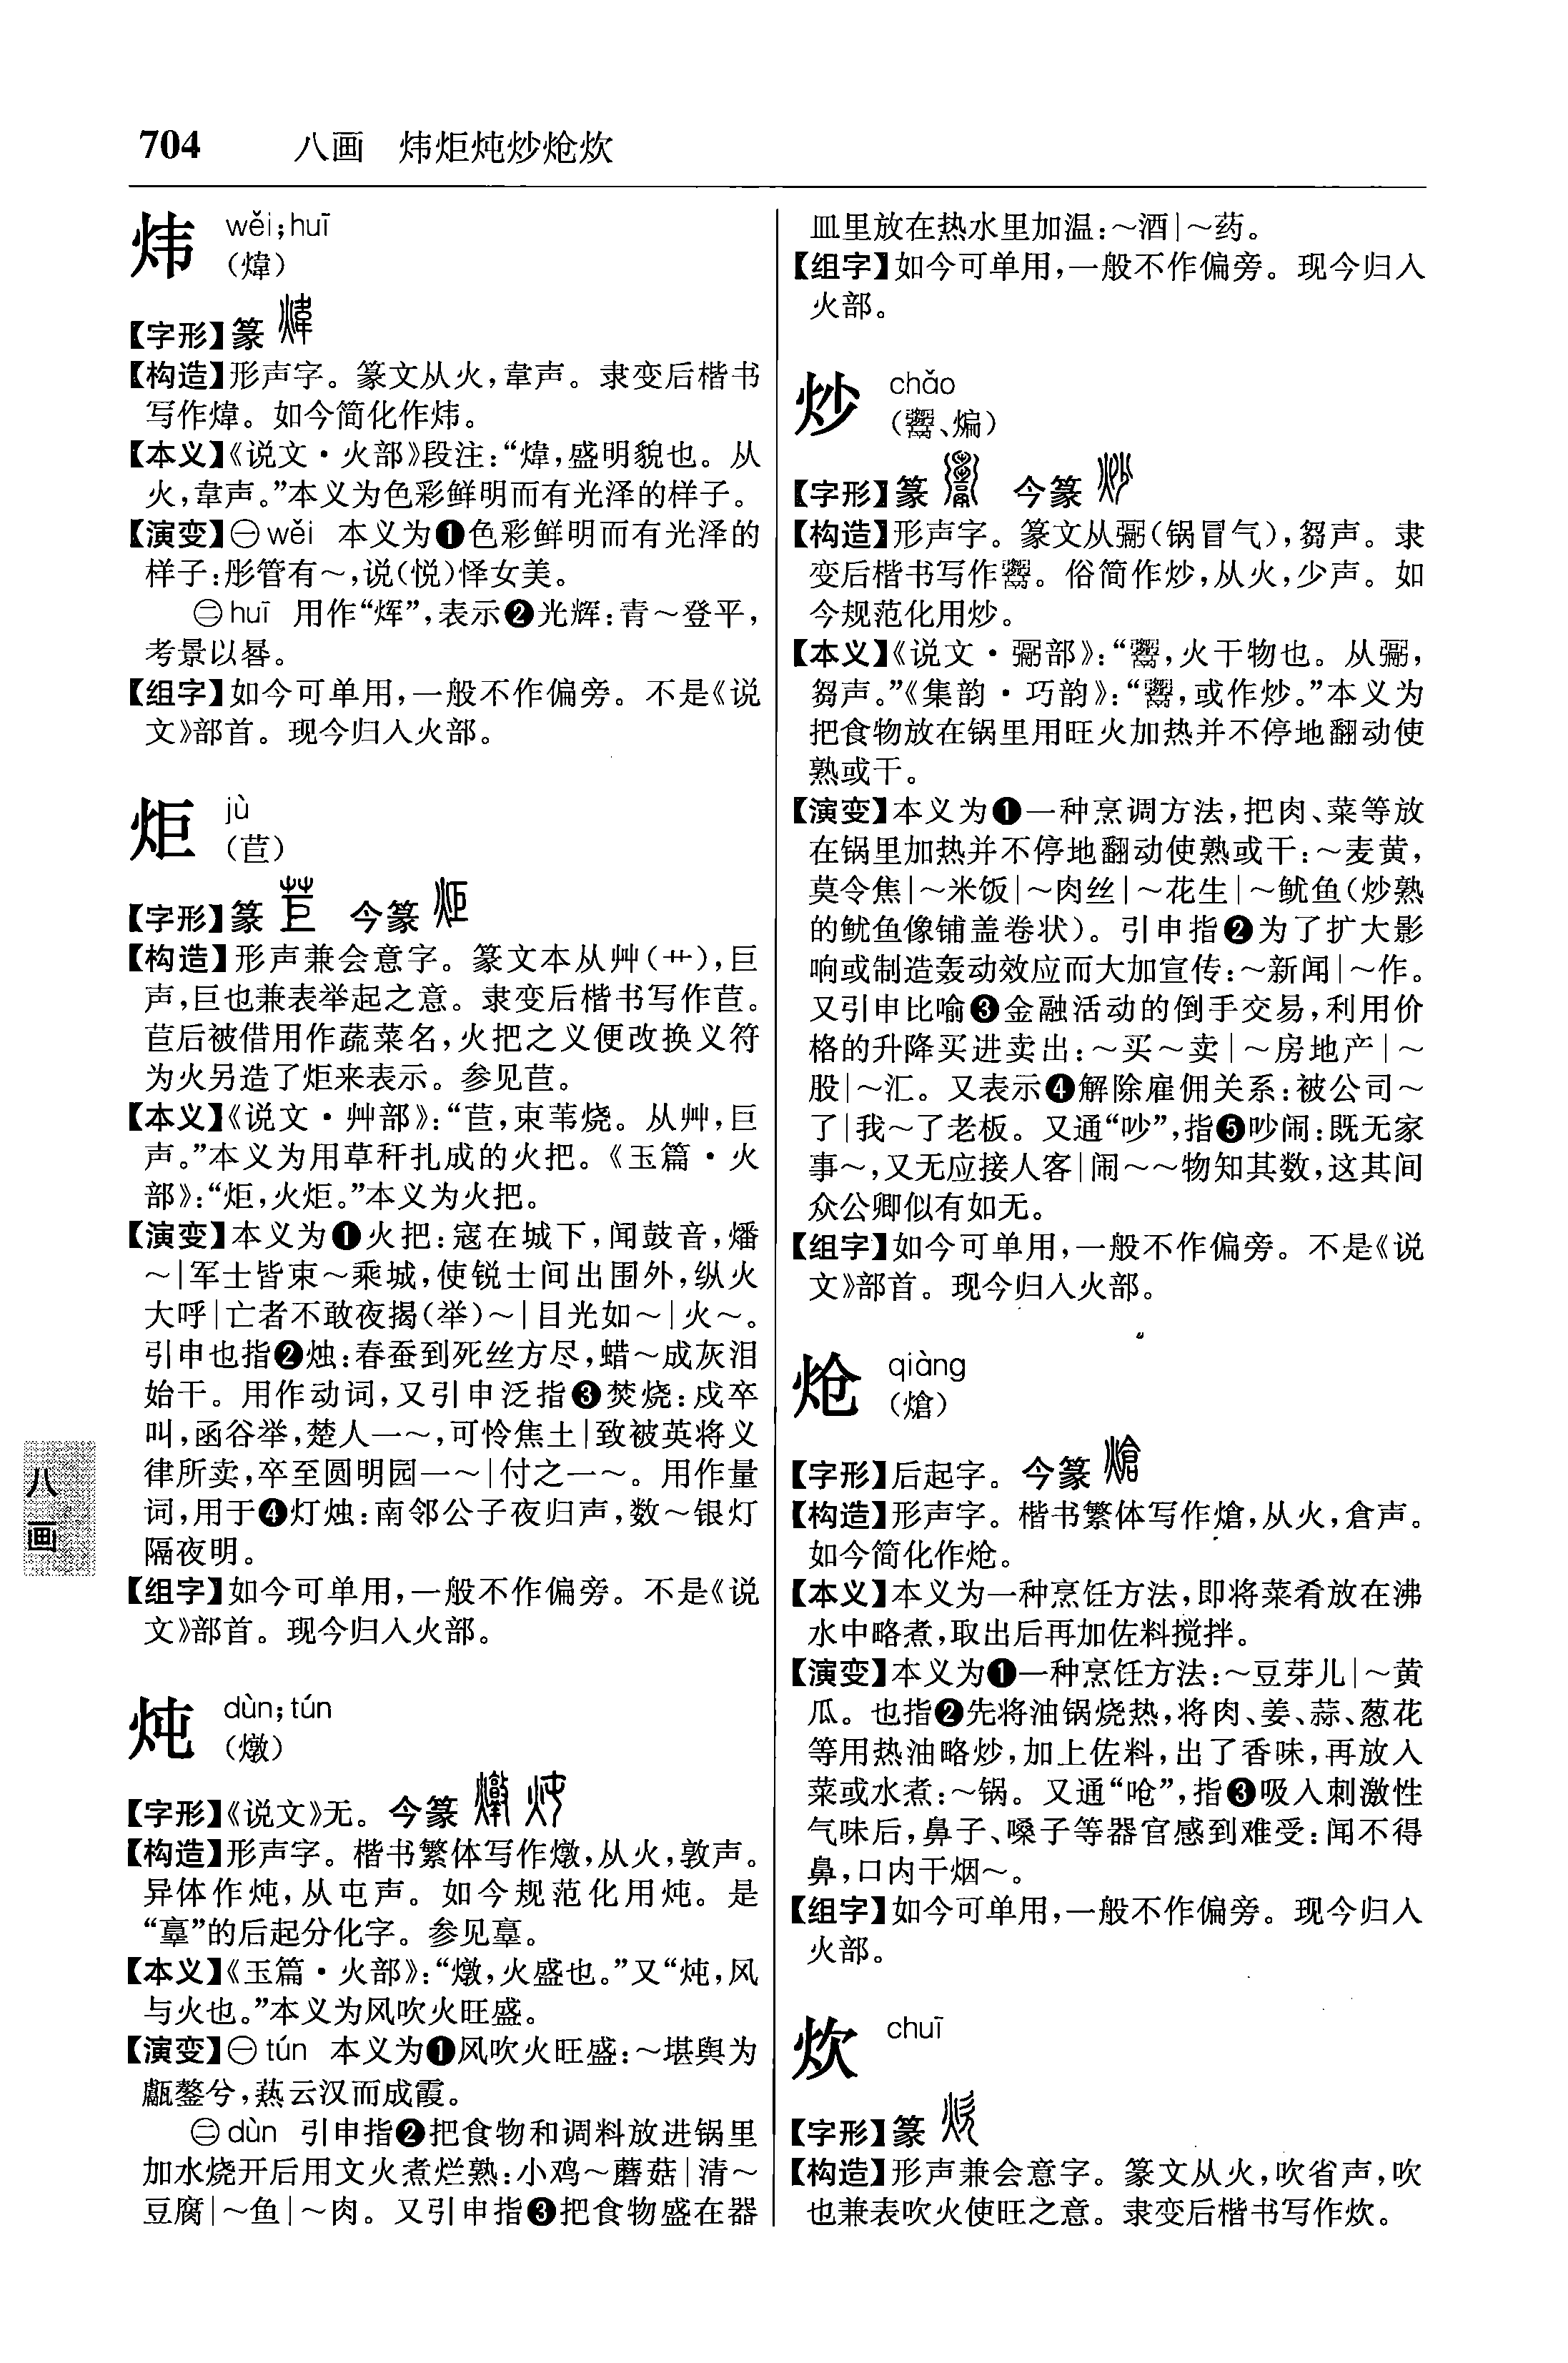 704 八画 炜炬炖炒炝炊
炜 wěi;huī
(煒)
【字形】篆
【构造】形声字。篆文从火,韋声。隶变后楷书
写作煒。如今简化作炜。
【本义】《说文·火部》段注:“煒,盛明貌也。从
火,韋声。”本义为色彩鲜明而有光泽的样子。
【演变】㊀wěi 本义为❶色彩鲜明而有光泽的
样子:彤管有~,说(悦)怿女美。
㊁huī 用作“辉”,表示❷光辉:青~登平,
考景以晷。
【组字】如今可单用,一般不作偏旁。不是《说
文》部首。现今归入火部。
炬 jù
(苣)
【字形】篆 今篆
【构造】形声兼会意字。篆文本从艸(艹),巨
声,巨也兼表举起之意。隶变后楷书写作苣。
苣后被借用作蔬菜名,火把之义便改换义符
为火另造了炬来表示。参见苣。
【本义】《说文·艸部》:“苣,束苇烧。从艸,巨
声。”本义为用草秆扎成的火把。《玉篇·火
部》:“炬,火炬。”本义为火把。
【演变】本义为❶火把:寇在城下,闻鼓音,燔
~|军士皆束~乘城,使锐士间出围外,纵火
大呼|亡者不敢夜揭(举)~|目光如~|火~。
引申也指❷烛:春蚕到死丝方尽,蜡~成灰泪
始干。用作动词,又引申泛指❸焚烧:戍卒
叫,函谷举,楚人一~,可怜焦土|致被英将义
律所卖,卒至圆明园一~|付之一~。用作量
词,用于❹灯烛:南邻公子夜归声,数~银灯
隔夜明。
【组字】如今可单用,一般不作偏旁。不是《说
文》部首。现今归入火部。
炖 dùn;tún
(燉)
【字形】《说文》无。今篆
【构造】形声字。楷书繁体写作燉,从火,敦声。
异体作炖,从屯声。如今规范化用炖。是
“𦎫”的后起分化字。参见𦎫。
【本义】《玉篇·火部》:“燉,火盛也。”又“炖,风
与火也。”本义为风吹火旺盛。
【演变】㊀tún 本义为❶风吹火旺盛:~堪舆为
甗鏊兮,爇云汉而成霞。
㊁dùn 引申指❷把食物和调料放进锅里
加水烧开后用文火煮烂熟:小鸡~蘑菇|清~
豆腐|~鱼|~肉。又引申指❸把食物盛在器
皿里放在热水里加温:~酒|~药。
【组字】如今可单用,一般不作偏旁。现今归入
火部。
炒 chǎo
(䰞、煼)
【字形】篆 今篆
【构造】形声字。篆文从䰜(锅冒气),芻声。隶
变后楷书写作䰞。俗简作炒,从火,少声。如
今规范化用炒。
【本义】《说文·䰜部》:“䰞,火干物也。从䰜,
芻声。”《集韵·巧韵》:“䰞,或作炒。”本义为
把食物放在锅里用旺火加热并不停地翻动使
熟或干。
【演变】本义为❶一种烹调方法,把肉、菜等放
在锅里加热并不停地翻动使熟或干:~麦黄,
莫令焦|~米饭|~肉丝|~花生|~鱿鱼(炒熟
的鱿鱼像铺盖卷状)。引申指❷为了扩大影
响或制造轰动效应而大加宣传:~新闻|~作。
又引申比喻❸金融活动的倒手交易,利用价
格的升降买进卖出:~买~卖|~房地产|~
股|~汇。又表示❹解除雇佣关系:被公司~
了|我~了老板。又通“吵”,指❺吵闹:既无家
事~,又无应接人客|闹~~物知其数,这其间
众公卿似有如无。
【组字】如今可单用,一般不作偏旁。不是《说
文》部首。现今归入火部。
炝 qiàng
(熗)
【字形】后起字。今篆
【构造】形声字。楷书繁体写作熗,从火,倉声。
如今简化作炝。
【本义】本义为一种烹饪方法,即将菜肴放在沸
水中略煮,取出后再加佐料搅拌。
【演变】本义为❶一种烹饪方法:~豆芽儿|~黄
瓜。也指❷先将油锅烧热,将肉、姜、蒜、葱花
等用热油略炒,加上佐料,出了香味,再放入
菜或水煮:~锅。又通“呛”,指❸吸入刺激性
气味后,鼻子、嗓子等器官感到难受:闻不得
鼻,口内干烟~。
【组字】如今可单用,一般不作偏旁。现今归入
火部。
炊 chuī
【字形】篆
【构造】形声兼会意字。篆文从火,吹省声,吹
也兼表吹火使旺之意。隶变后楷书写作炊。
八画